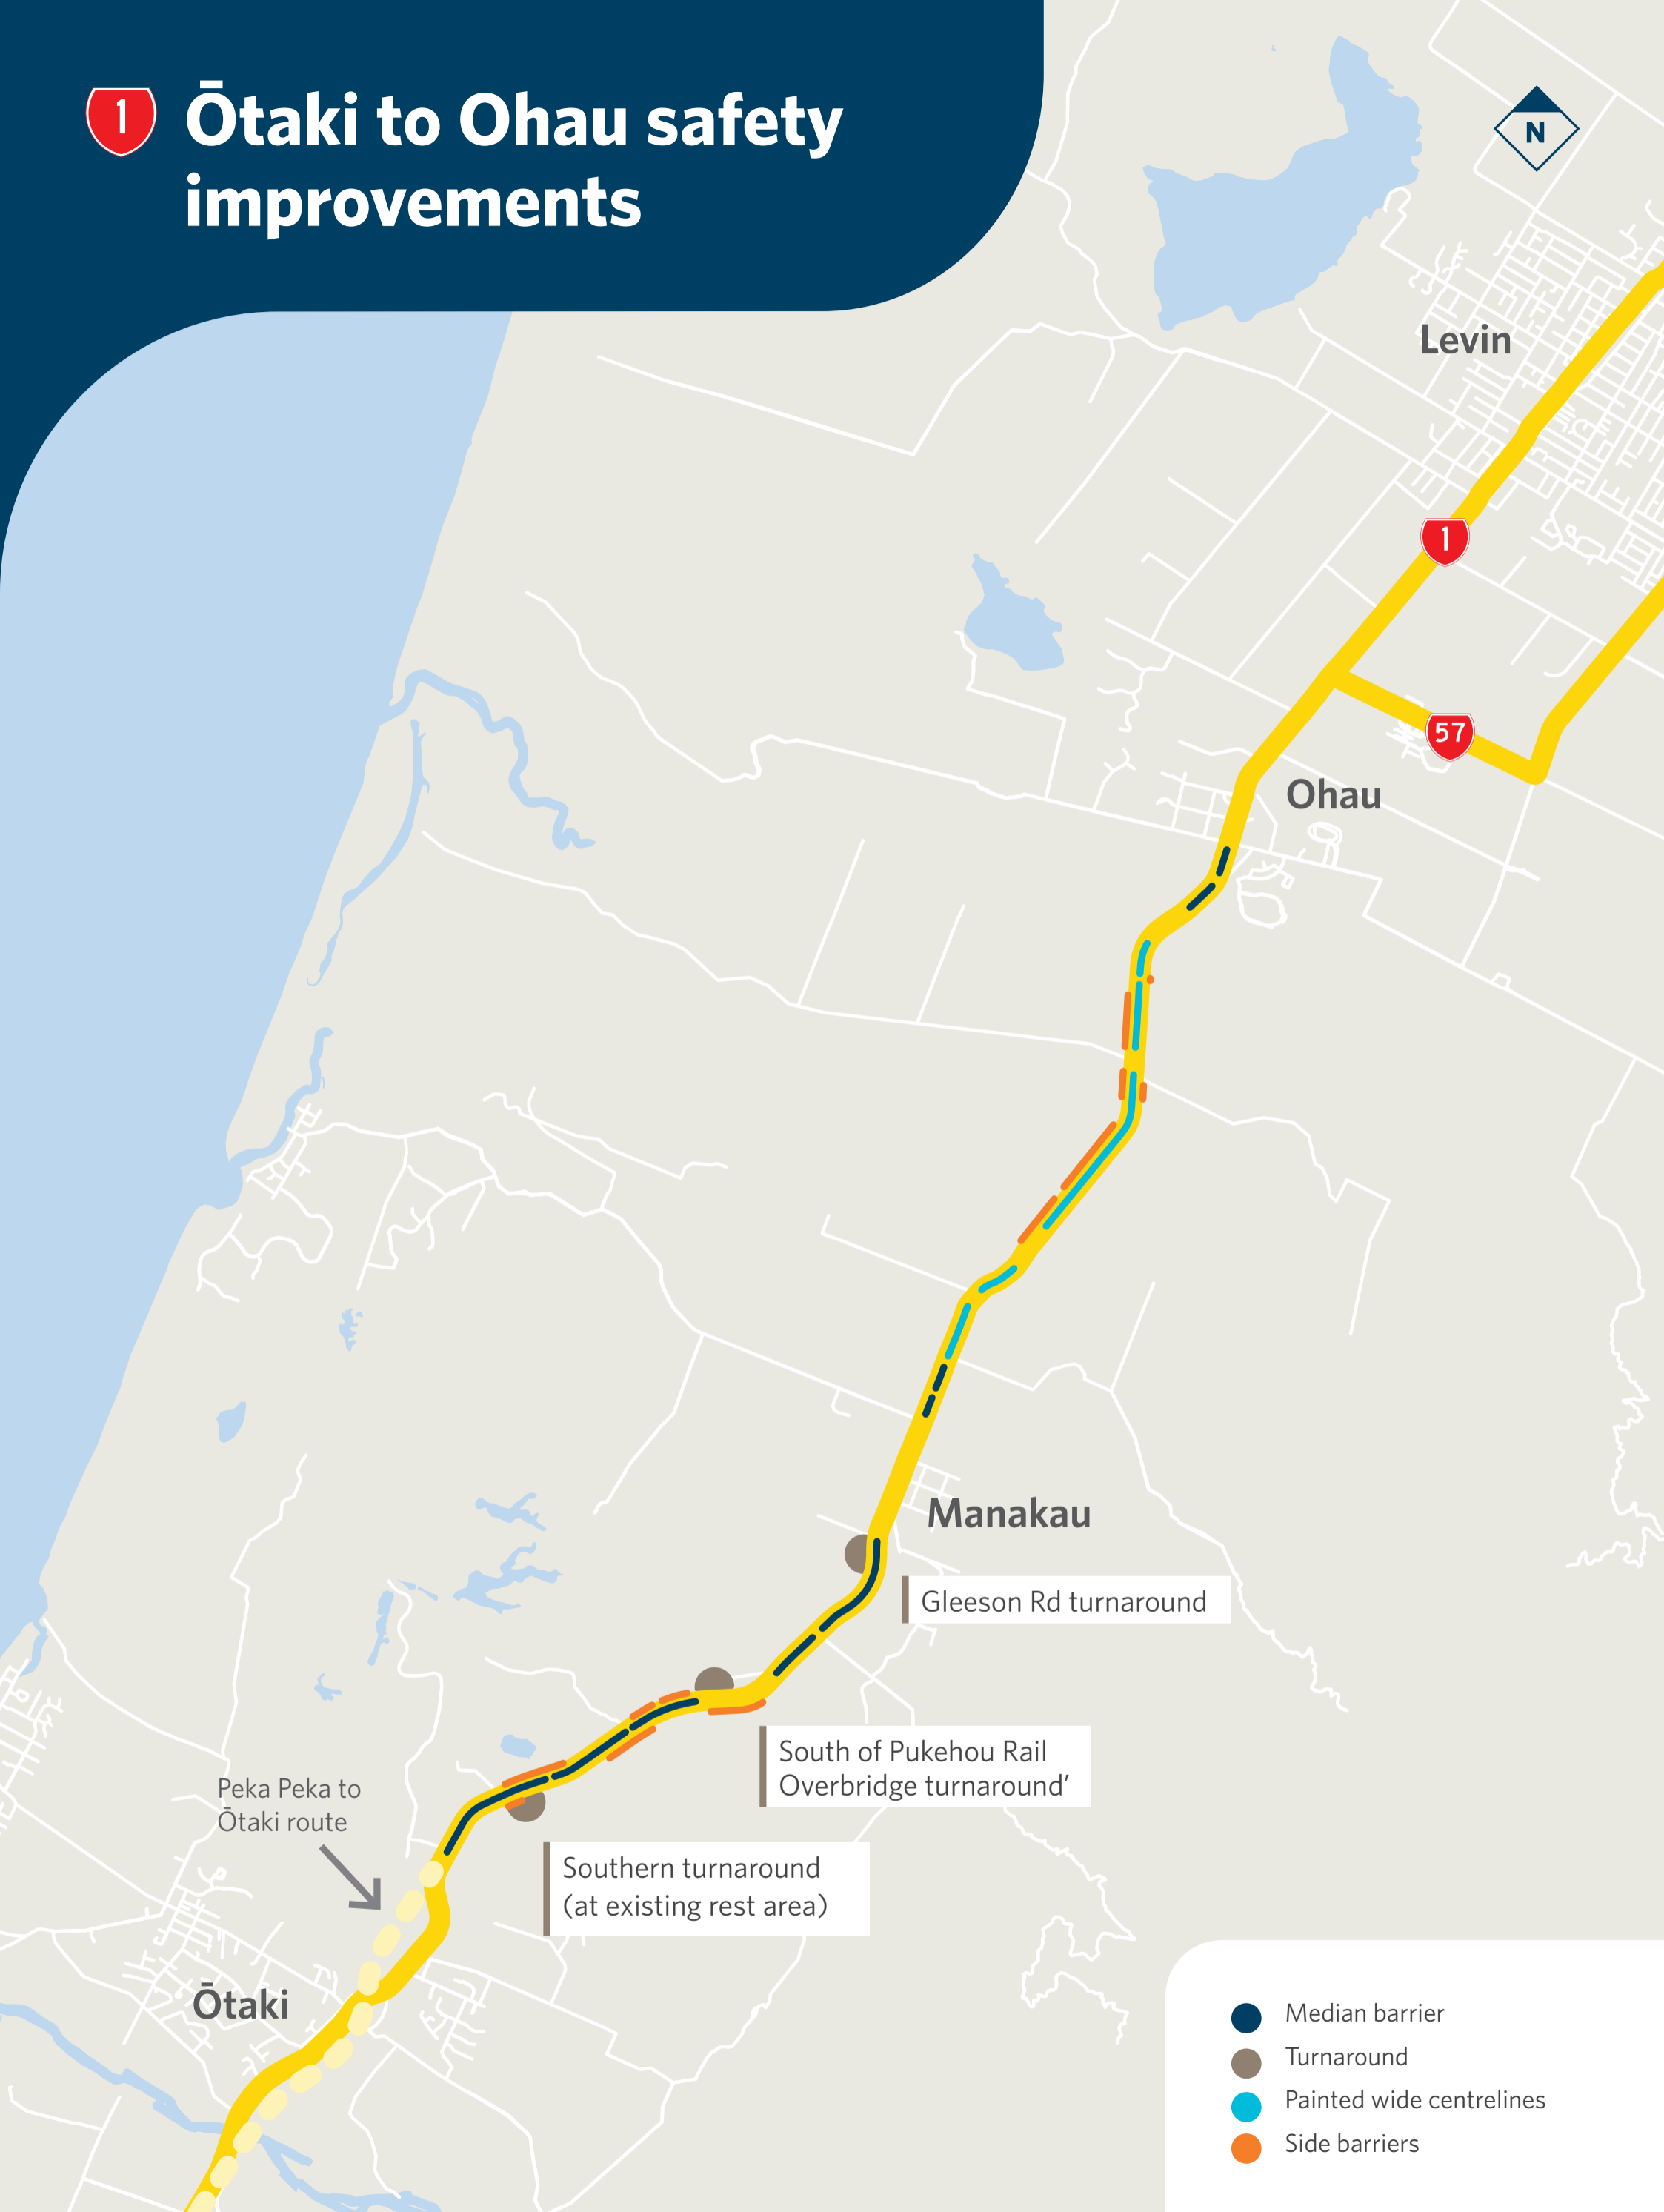 1
Ōtaki to Ohau safety
improvements
N
Levin
1
57
Ohau
Manakau
Gleeson Rd turnaround
South of Pukehou Rail
Overbridge turnaround’
Peka Peka to
Ōtaki route
Southern turnaround
(at existing rest area)
Ōtaki
Median barrier
Turnaround
Painted wide centrelines
Side barriers